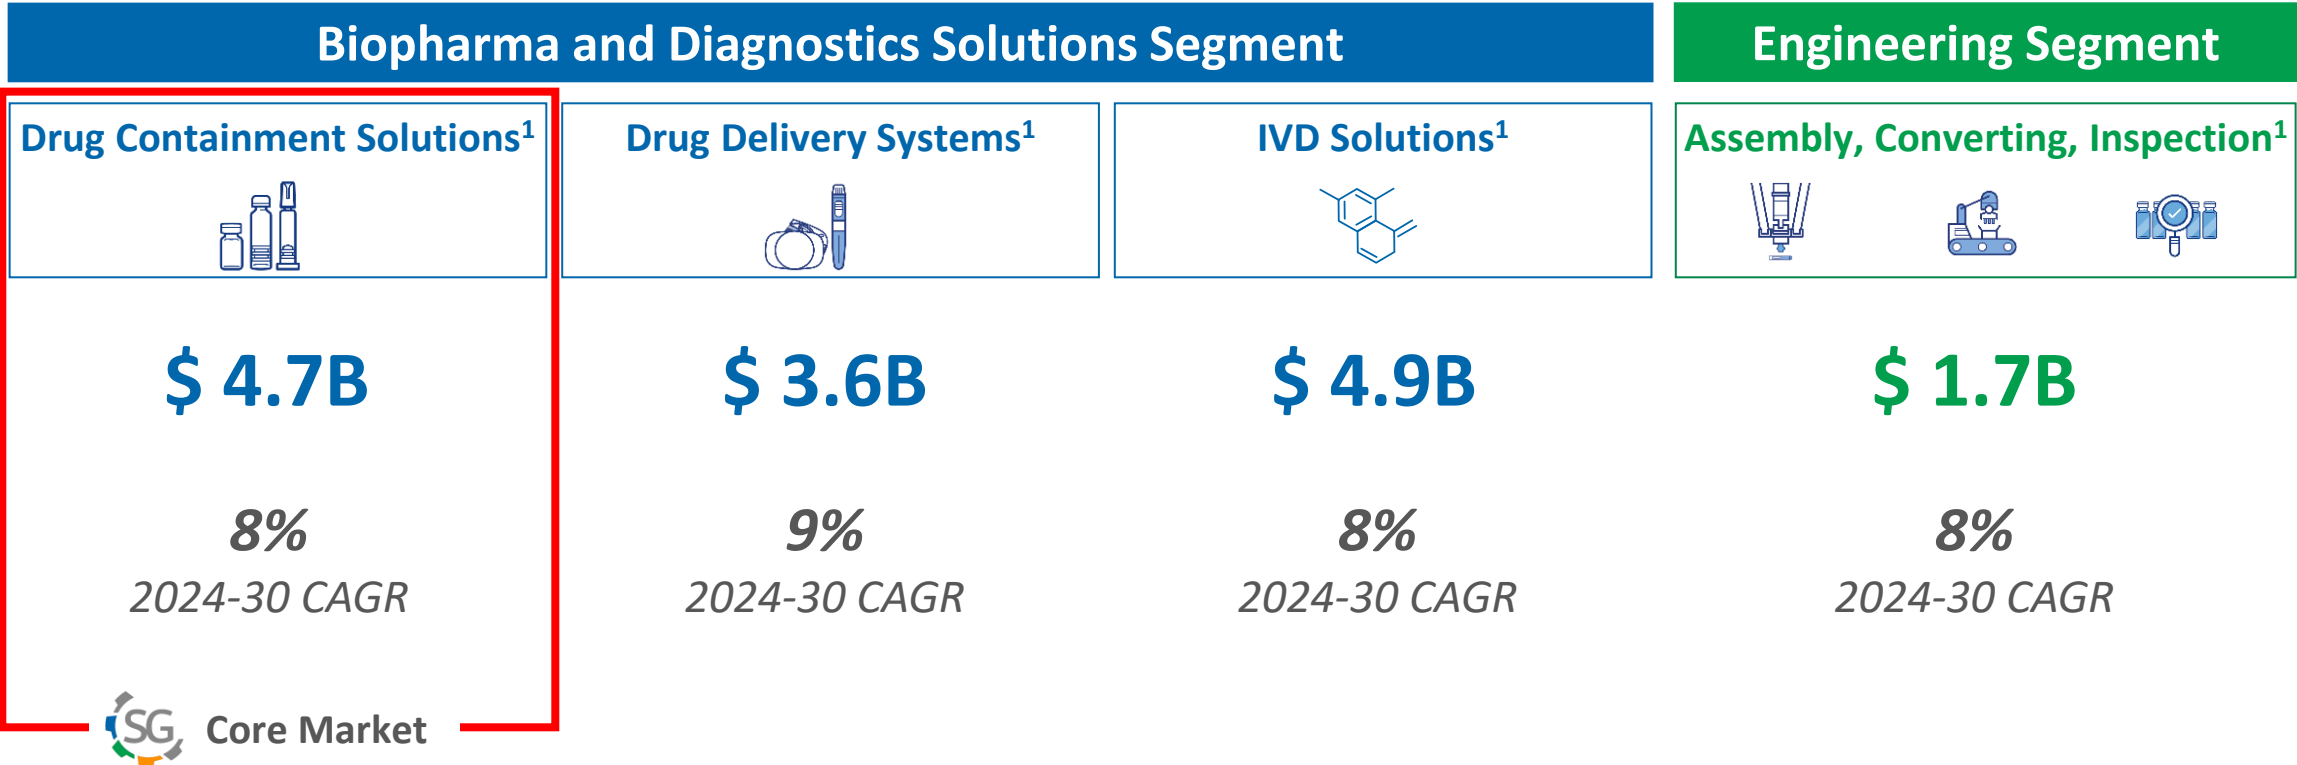 Biopharma and Diagnostics Solutions Segment
Engineering Segment
Drug Containment Solutions¹
Drug Delivery Systems¹
IVD Solutions¹
Assembly, Converting, Inspection¹
$ 4.7B
$ 3.6B
$ 4.9B
$ 1.7B
8%
9%
8%
8%
2024-30 CAGR
2024-30 CAGR
2024-30 CAGR
2024-30 CAGR
SG
Core Market